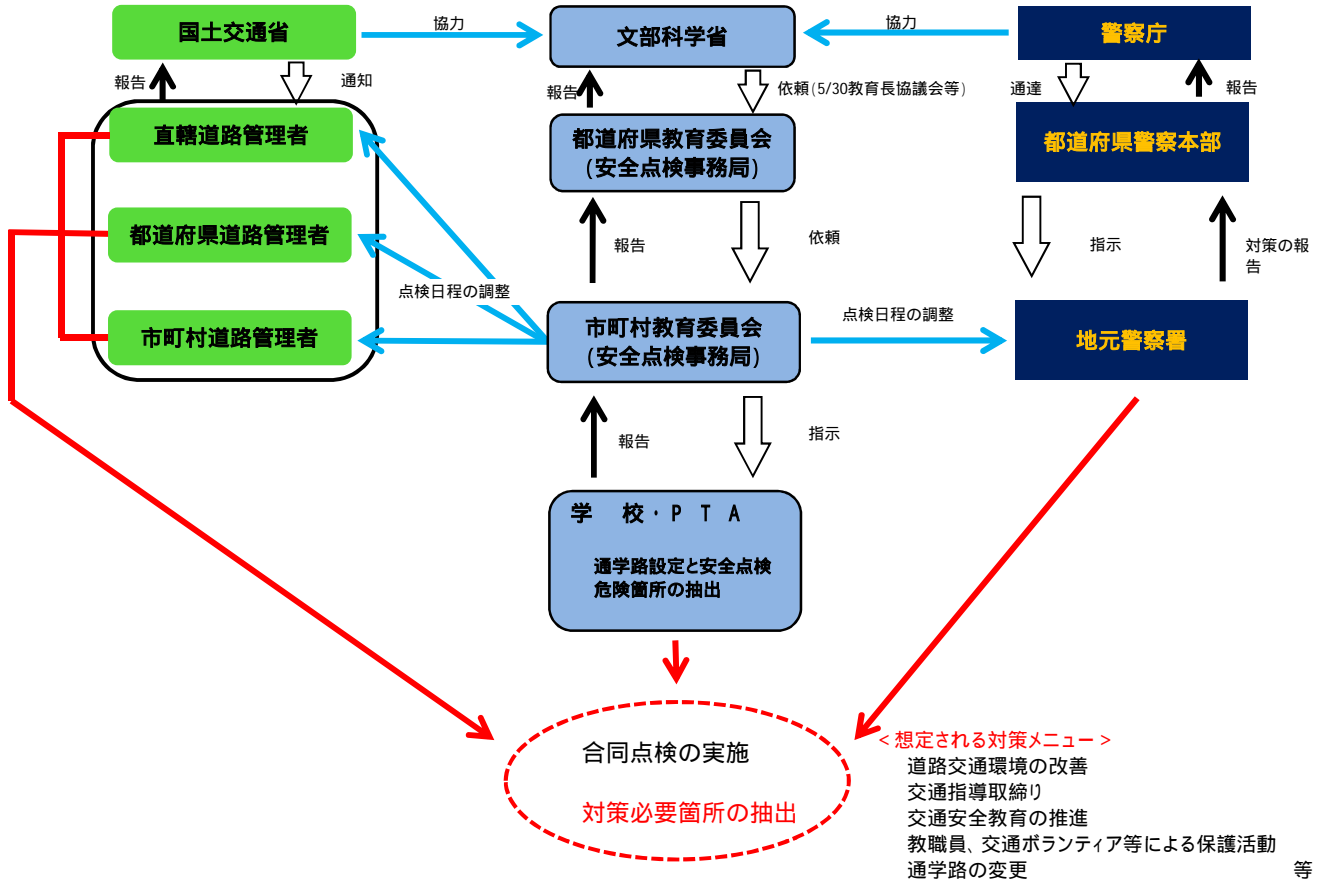 国土交通省
協力
文部科学省
協力
警察庁
報告
通知
報告
依頼(5/30教育長協議会等)
通達
報告
直轄道路管理者
都道府県教育委員会
(安全点検事務局)
都道府県警察本部
都道府県道路管理者
報告
依頼
指示
対策の報
告
点検日程の調整
市町村道路管理者
市町村教育委員会
(安全点検事務局)
点検日程の調整
地元警察署
報告
指示
学 校・PTA
通学路設定と安全点検
危険箇所の抽出
合同点検の実施
対策必要箇所の抽出
<想定される対策メニュー>
道路交通環境の改善
交通指導取締り
交通安全教育の推進
教職員、交通ボランティア等による保護活動
通学路の変更 等